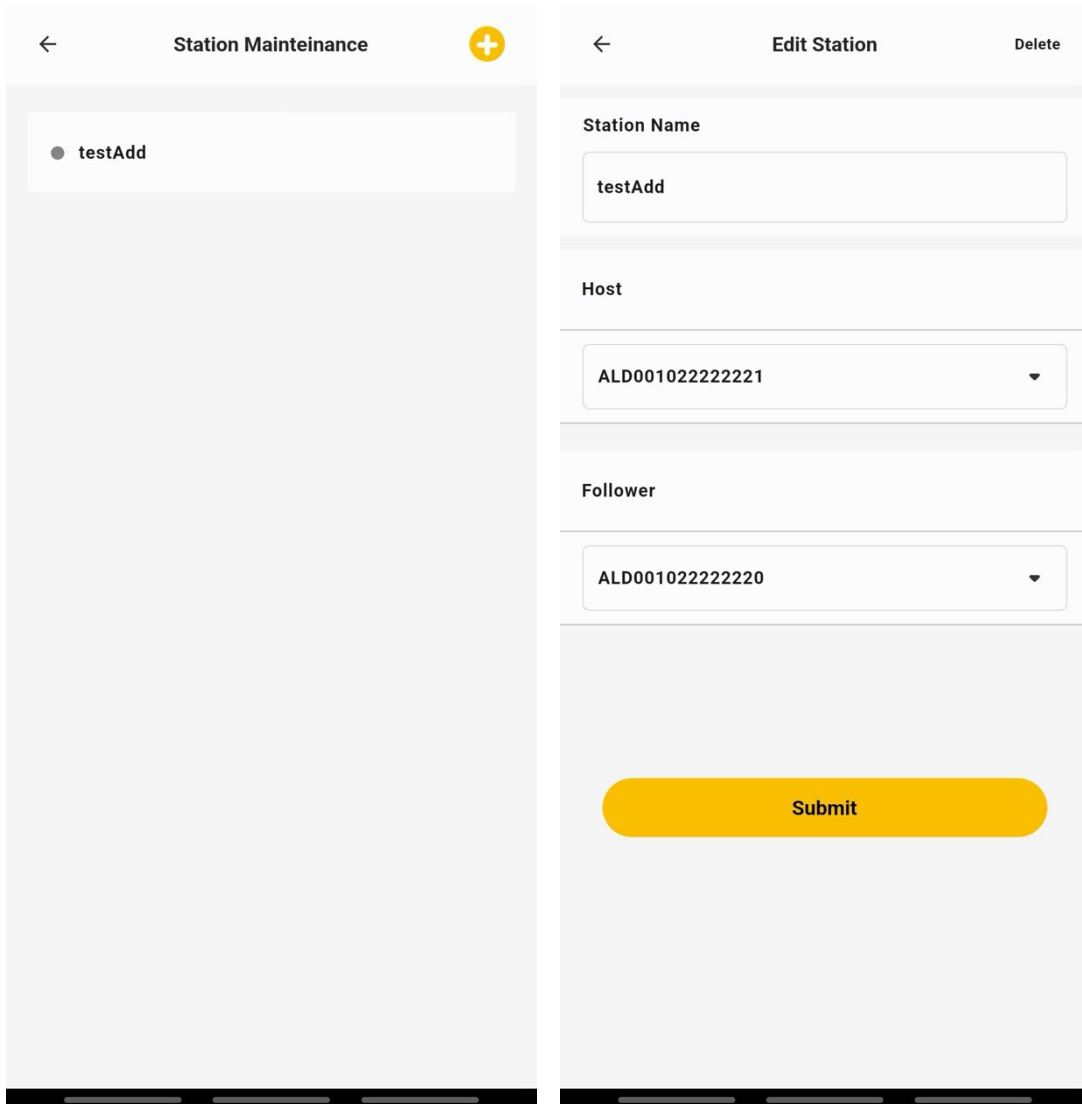 Station Mainteinance
testAdd
Edit Station
Delete
Station Name
testAdd
Host
ALD001022222221
Follower
ALD001022222220
Submit